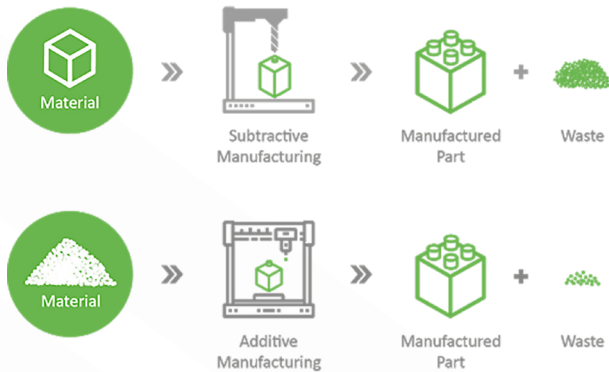 Material
Subtractive
Manufacturing
Manufactured
Part
+
Waste
Material
Additive
Manufacturing
Manufactured
Part
+
Waste